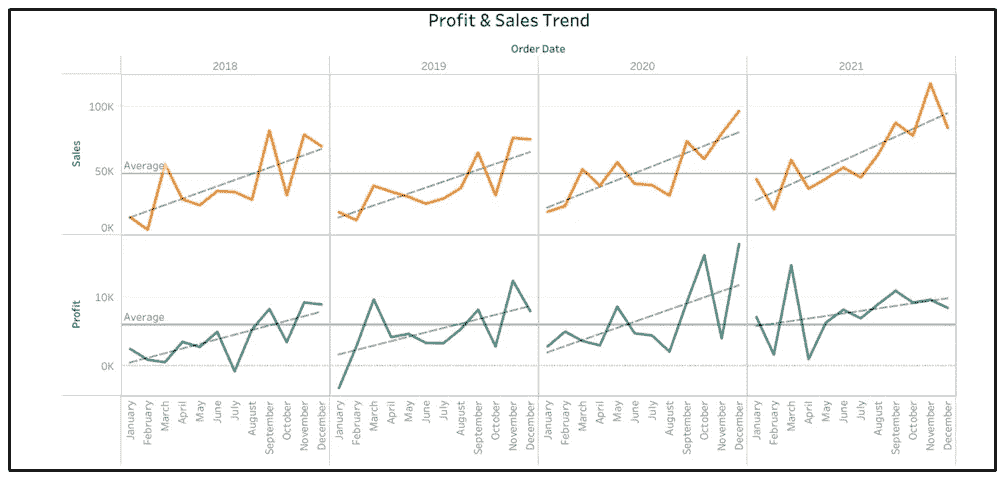 Profit & Sales Trend
Order Date
2018 2019 2020 2021
Sales
100K
Average
50K
0K
Profit
10K
Average
0K
January February March April May June July August September October November December January February March April May June July August September October November December January February March April May June July August September October November December January February March April May June July August September October November December